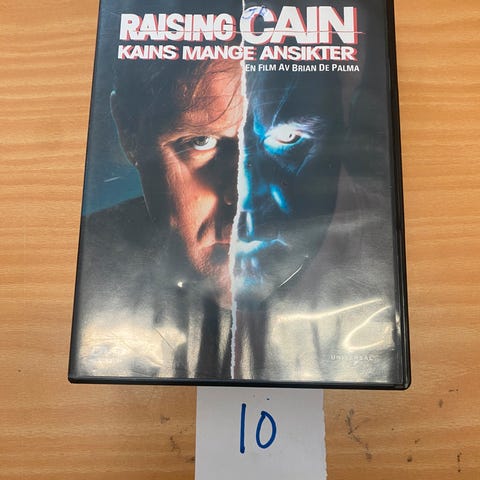 RAISING CAIN
KAINS MANGE ANSIKTER
EN FILM AV BRIAN DE PALMA
UNIVERSAL
10